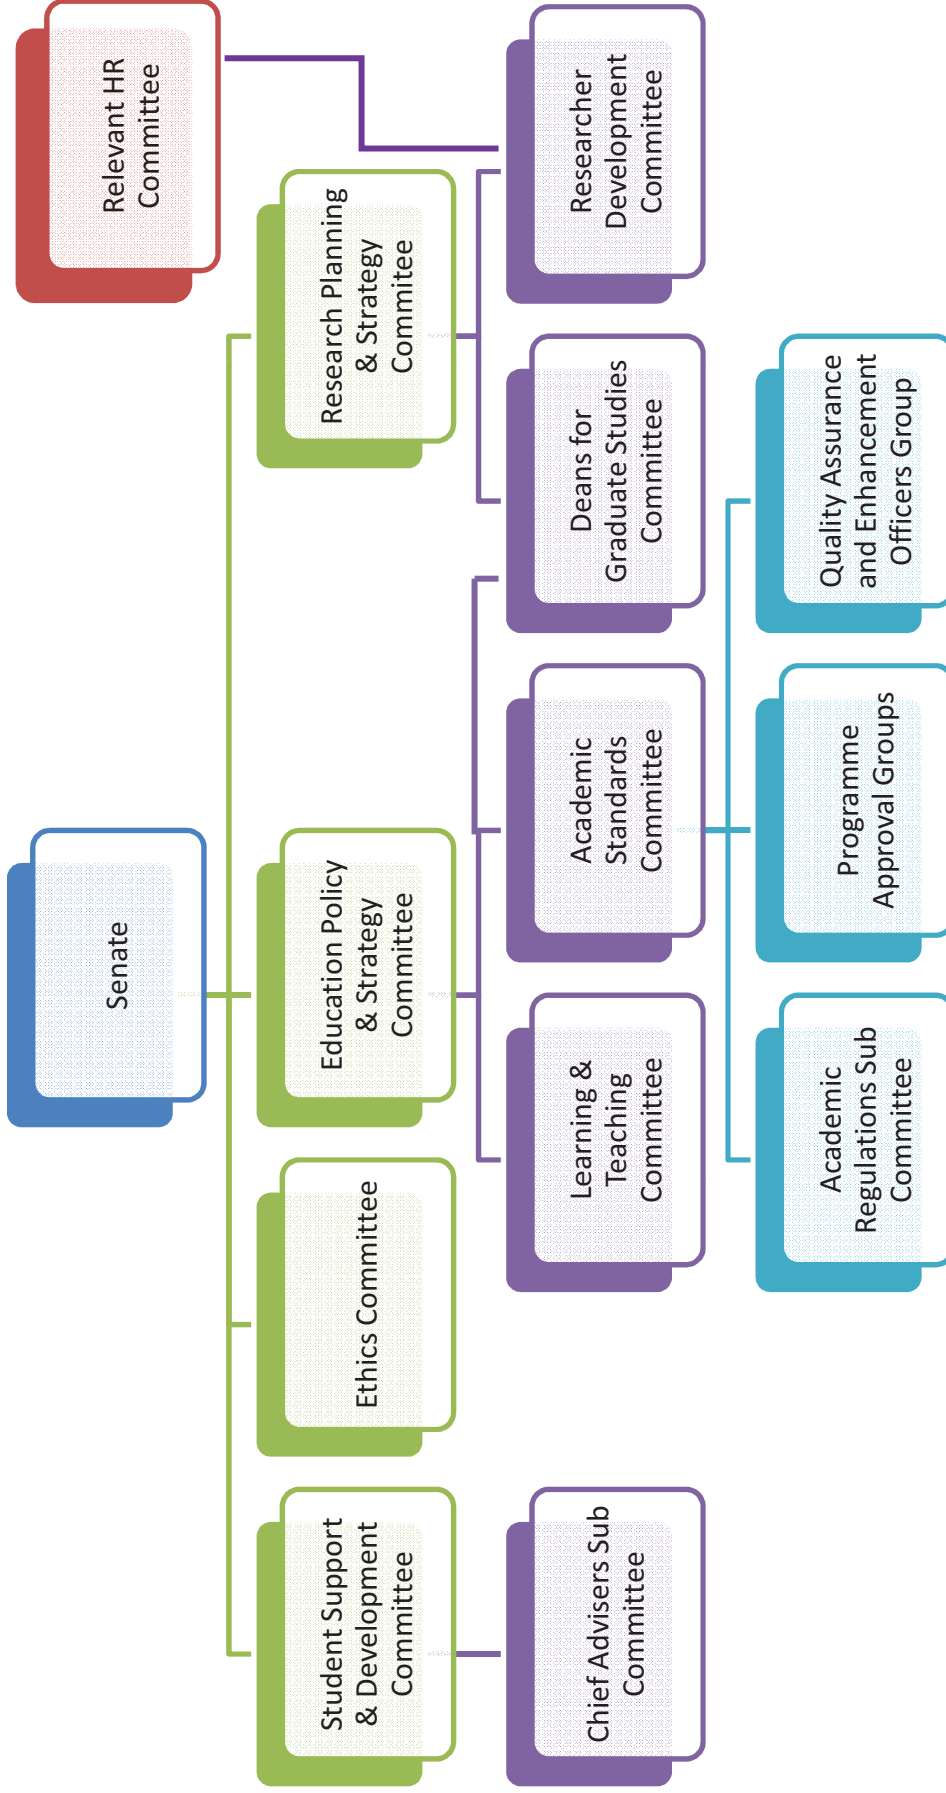 Senate
Relevant HR
Committee
Student Support
& Development
Committee
Ethics Committee
Education Policy
& Strategy
Committee
Research Planning
& Strategy
Commitee
Chief Advisers Sub
Committee
Learning &
Teaching
Committee
Academic
Standards
Committee
Deans for
Graduate Studies
Committee
Researcher
Development
Committee
Academic
Regulations Sub
Committee
Programme
Approval Groups
Quality Assurance
and Enhancement
Officers Group